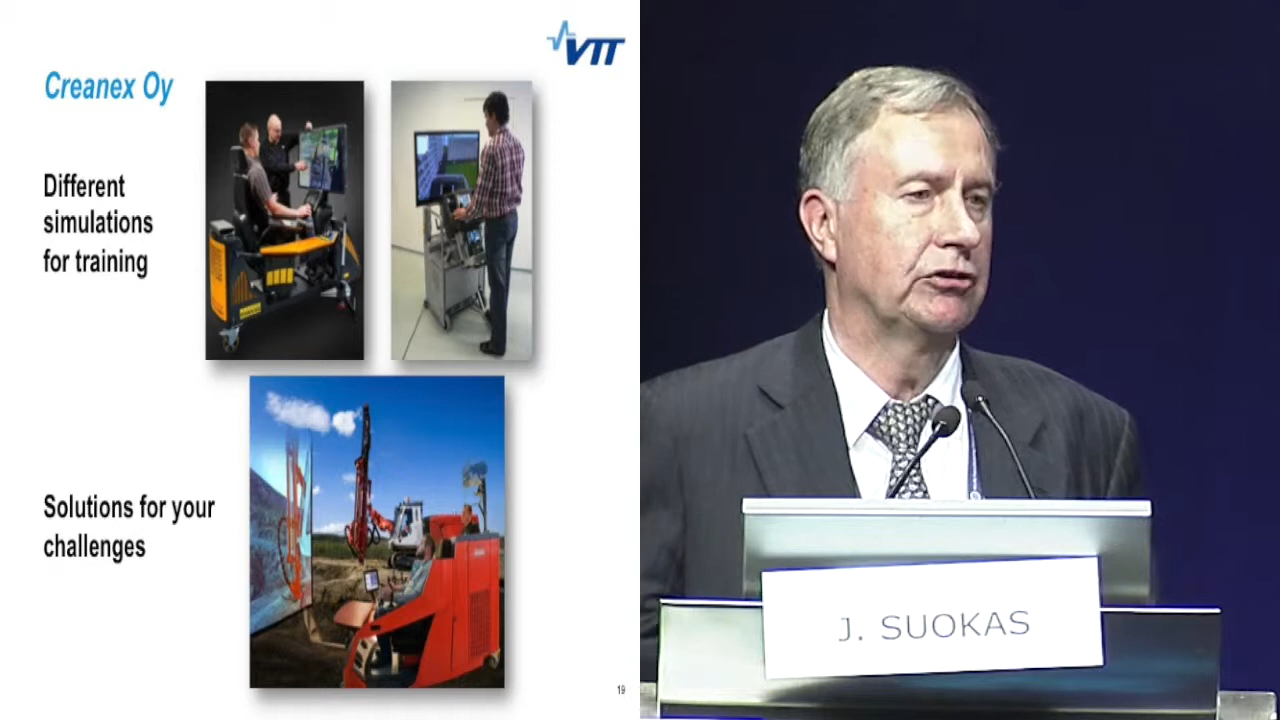 VTT
Creanex Oy
Different
simulations
for training
Solutions for your
challenges
19
J. SUOKAS